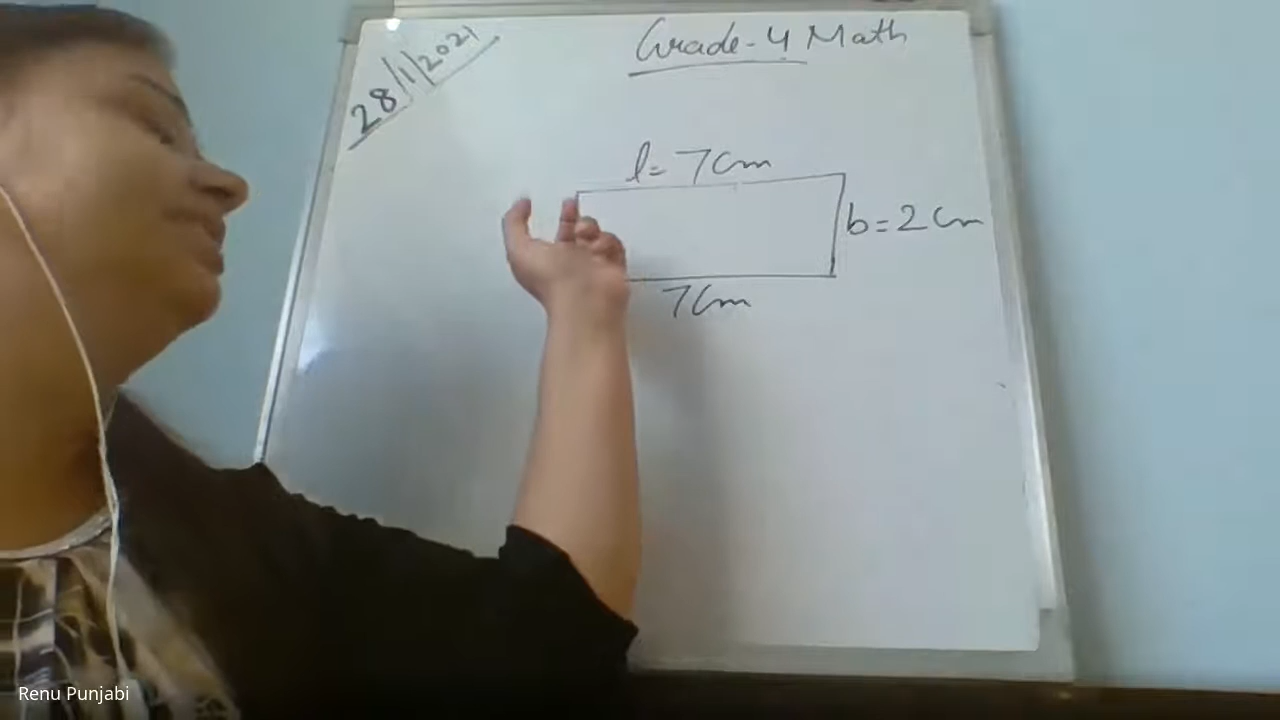 28/1/2021
Grade-4 Math
l= 7cm
b=2cm
7cm
Renu Punjabi